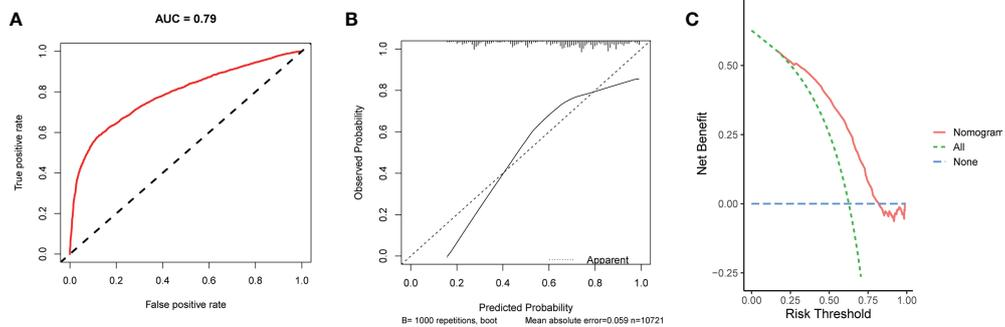 A
AUC = 0.79
True positive rate
1.0
0.8
0.6
0.4
0.2
0.0
0.0 0.2 0.4 0.6 0.8 1.0
False positive rate
B
Observed Probability
1.0
0.8
0.6
0.4
0.2
0.0
Apparent
0.0 0.2 0.4 0.6 0.8 1.0
Predicted Probability
B= 1000 repetitions, boot Mean absolute error=0.059 n=10721
C
Net Benefit
0.50
0.25
0.00
−0.25
0.00 0.25 0.50 0.75 1.00
Risk Threshold
Nomogram
All
None